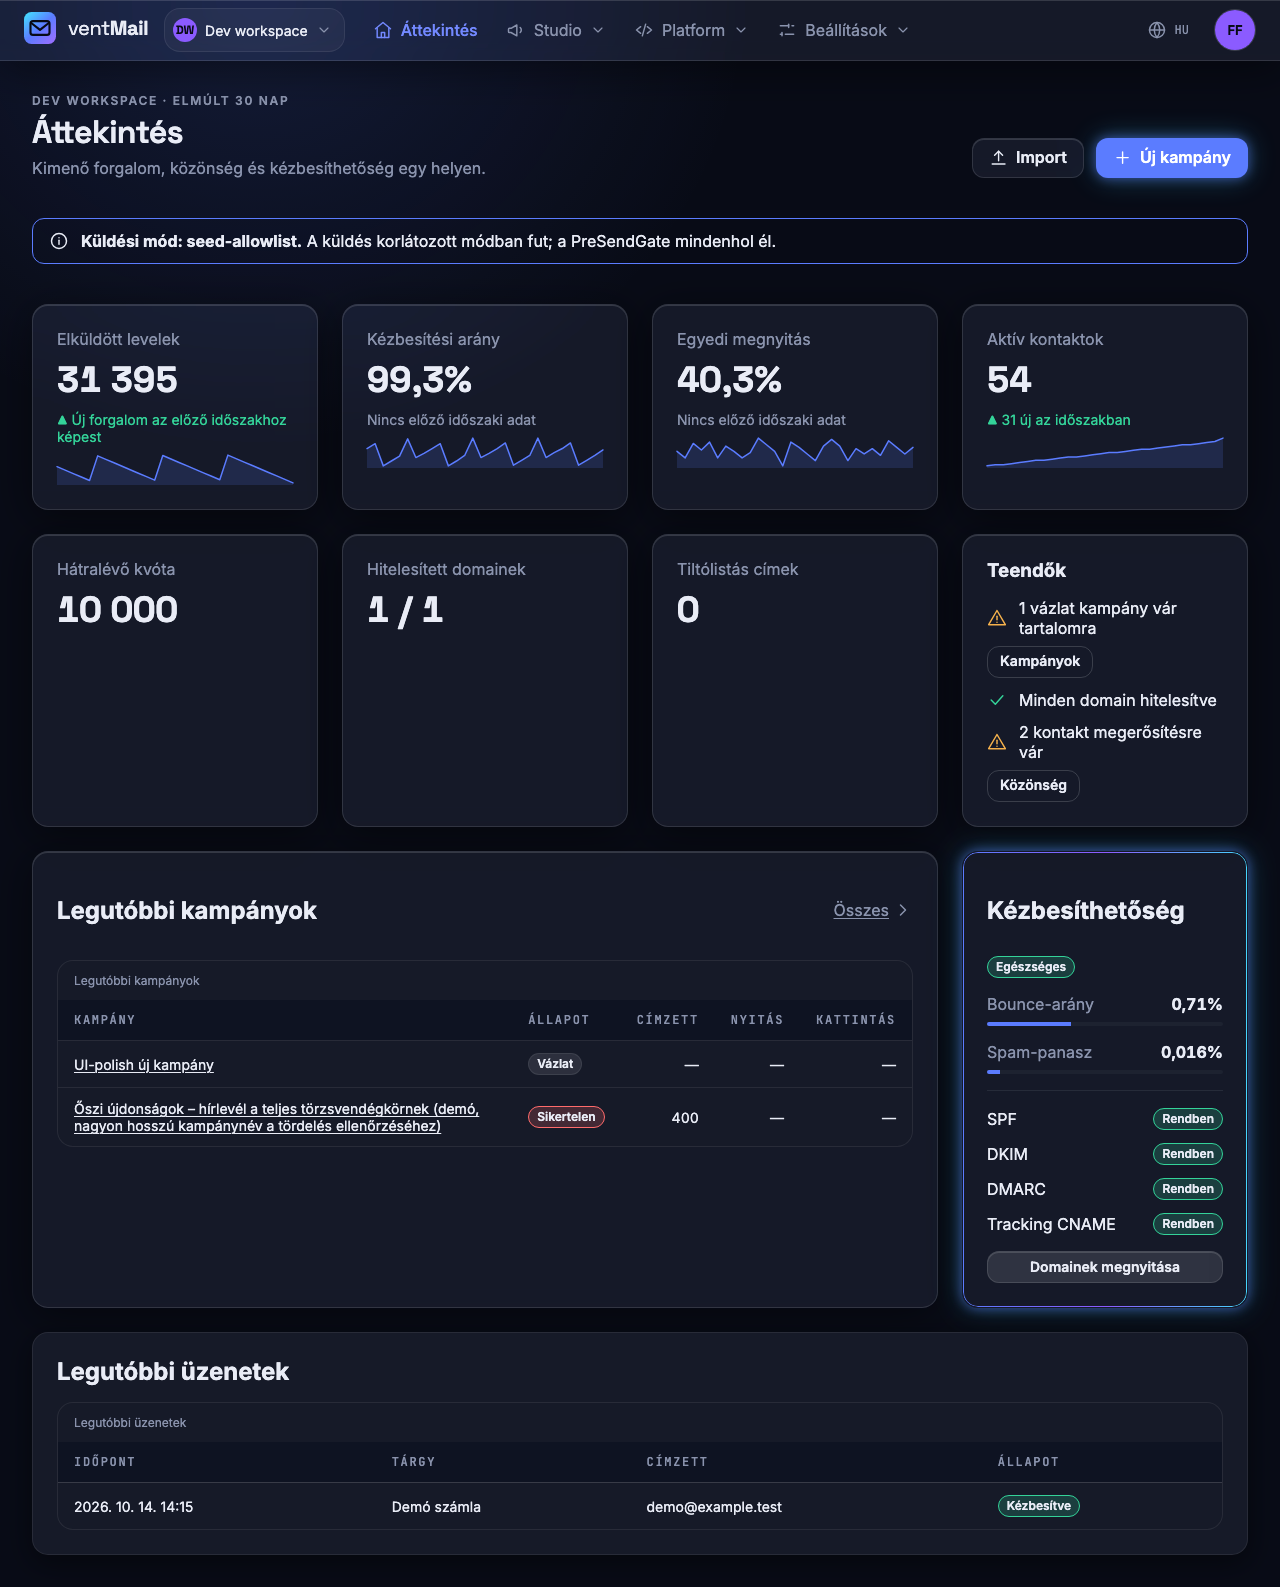 ventMail
DW Dev workspace
Áttekintés
Studio
Platform
Beállítások
HU
FF
DEV WORKSPACE · ELMÚLT 30 NAP
Áttekintés
Kimenő forgalom, közönség és kézbesíthetőség egy helyen.
Import
Új kampány
Küldési mód: seed-allowlist. A küldés korlátozott módban fut; a PreSendGate mindenhol él.
Elküldött levelek
31 395
▲ Új forgalom az előző időszakhoz
képest
Kézbesítési arány
99,3%
Nincs előző időszaki adat
Egyedi megnyitás
40,3%
Nincs előző időszaki adat
Aktív kontaktok
54
▲ 31 új az időszakban
Hátralévő kvóta
10 000
Hitelesített domainek
1 / 1
Tiltólistás címek
0
Teendők
1 vázlat kampány vár
tartalomra
Kampányok
Minden domain hitelesítve
2 kontakt megerősítésre
vár
Közönség
Legutóbbi kampányok
Összes
Legutóbbi kampányok
KAMPÁNY ÁLLAPOT CÍMZETT NYITÁS KATTINTÁS
UI-polish új kampány Vázlat — — —
Őszi újdonságok – hírlevél a teljes törzsvendégkörnek (demó,
nagyon hosszú kampánynév a tördelés ellenőrzéséhez) Sikertelen 400 — —
Kézbesíthetőség
Egészséges
Bounce-arány 0,71%
Spam-panasz 0,016%
SPF Rendben
DKIM Rendben
DMARC Rendben
Tracking CNAME Rendben
Domainek megnyitása
Legutóbbi üzenetek
Legutóbbi üzenetek
IDŐPONT TÁRGY CÍMZETT ÁLLAPOT
2026. 10. 14. 14:15 Demó számla demo@example.test Kézbesítve